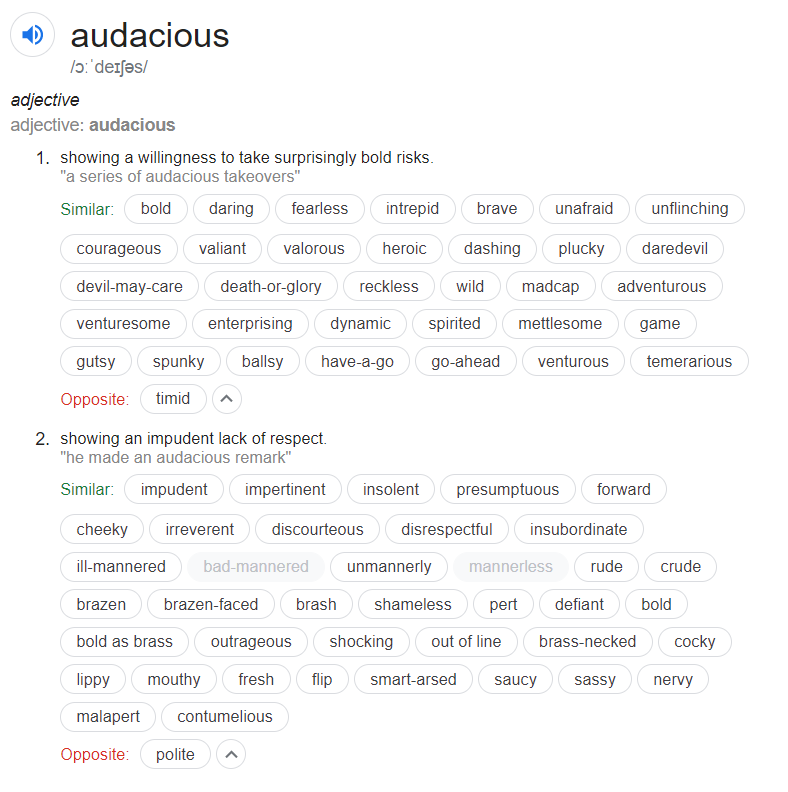 audacious
/ɔːˈdeɪʃəs/
adjective
adjective: audacious
1. showing a willingness to take surprisingly bold risks.
"a series of audacious takeovers"
Similar: bold daring fearless intrepid brave unafraid unflinching
courageous valiant valorous heroic dashing plucky daredevil
devil-may-care death-or-glory reckless wild madcap adventurous
venturesome enterprising dynamic spirited mettlesome game
gutsy spunky ballsy have-a-go go-ahead venturous temerarious
Opposite: timid
2. showing an impudent lack of respect.
"he made an audacious remark"
Similar: impudent impertinent insolent presumptuous forward
cheeky irreverent discourteous disrespectful insubordinate
ill-mannered bad-mannered unmannerly mannerless rude crude
brazen brazen-faced brash shameless pert defiant bold
bold as brass outrageous shocking out of line brass-necked cocky
lippy mouthy fresh flip smart-arsed saucy sassy nervy
malapert contumelious
Opposite: polite